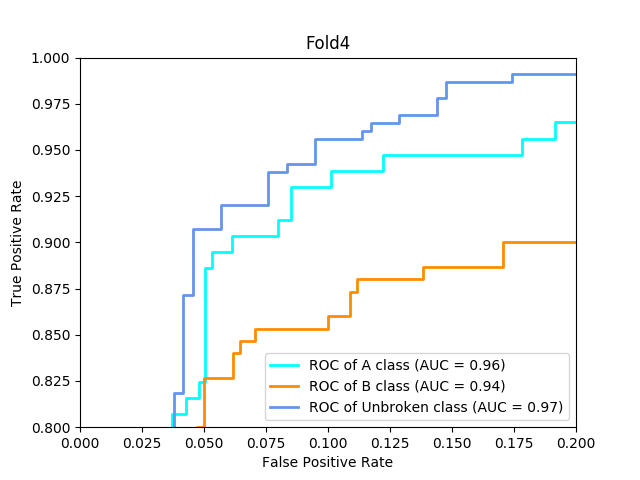 Fold4
1.000
0.975
0.950
0.925
0.900
0.875
0.850
0.825
0.800
True Positive Rate
ROC of A class (AUC = 0.96)
ROC of B class (AUC = 0.94)
ROC of Unbroken class (AUC = 0.97)
0.000 0.025 0.050 0.075 0.100 0.125 0.150 0.175 0.200
False Positive Rate